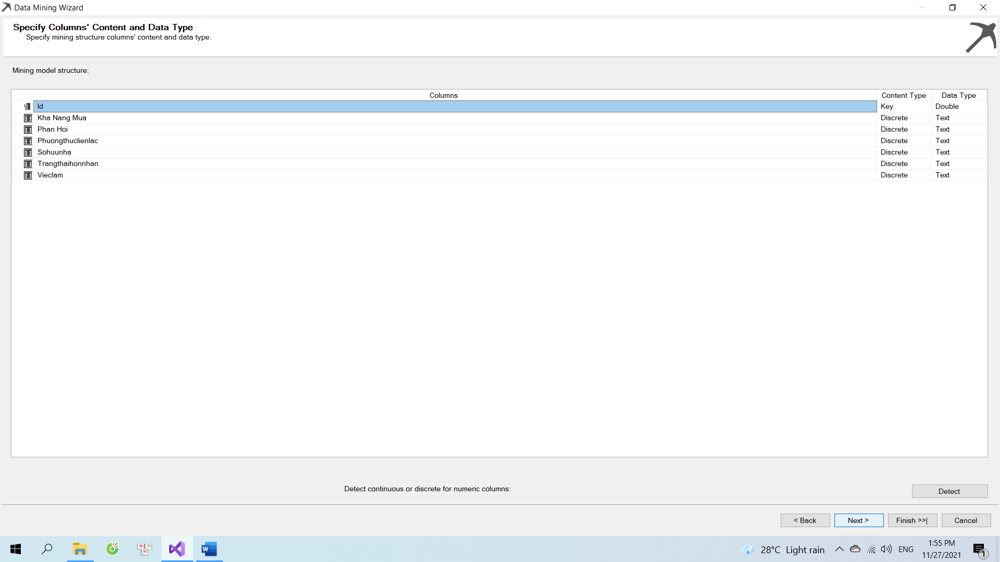 Data Mining Wizard
Specify Columns' Content and Data Type
Specify mining structure columns' content and data type.
Mining model structure:
Columns Content Type Data Type
Id Key Double
Kha Nang Mua Discrete Text
Phan Hoi Discrete Text
Phuongthuclienlac Discrete Text
Sohuunha Discrete Text
Trangthaihonnhan Discrete Text
Vieclam Discrete Text
Detect continuous or discrete for numeric columns:
Detect
< Back Next > Finish >>| Cancel
28°C Light rain ENG
1:55 PM
11/27/2021
1